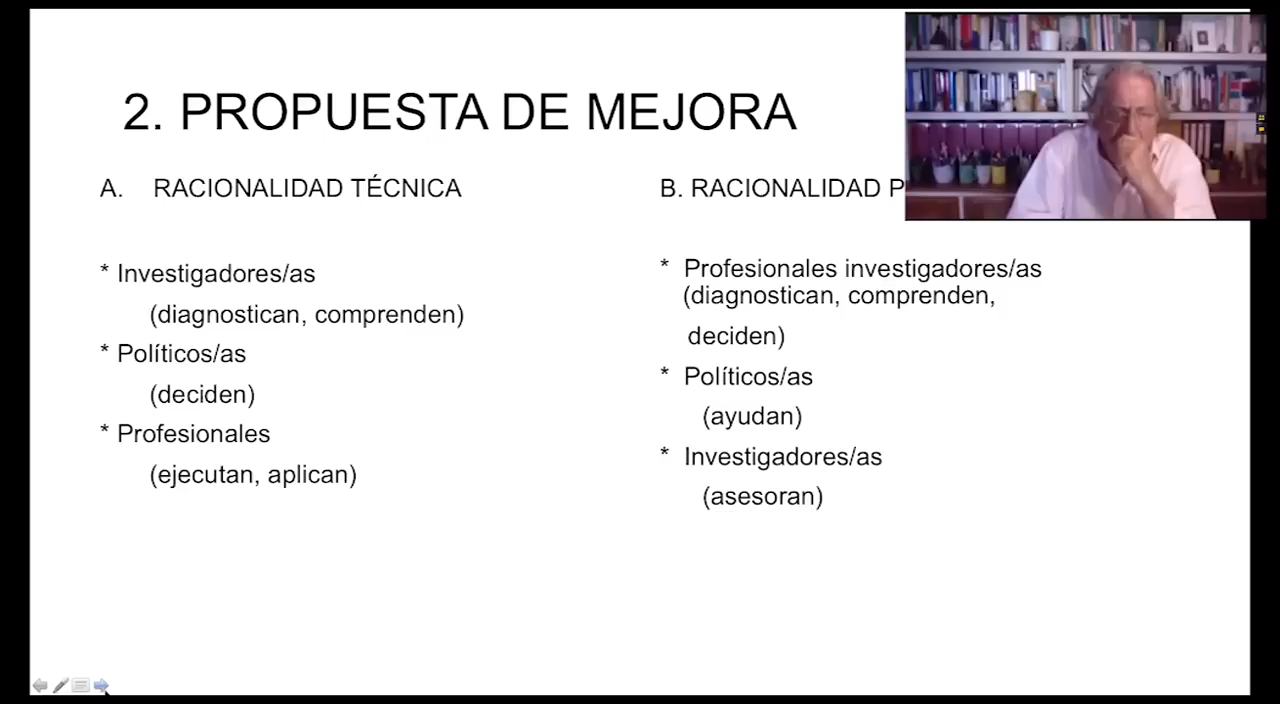 2. PROPUESTA DE MEJORA
A. RACIONALIDAD TÉCNICA
* Investigadores/as
(diagnostican, comprenden)
* Políticos/as
(deciden)
* Profesionales
(ejecutan, aplican)
B. RACIONALIDAD
* Profesionales investigadores/as
(diagnostican, comprenden,
deciden)
* Políticos/as
(ayudan)
* Investigadores/as
(asesoran)